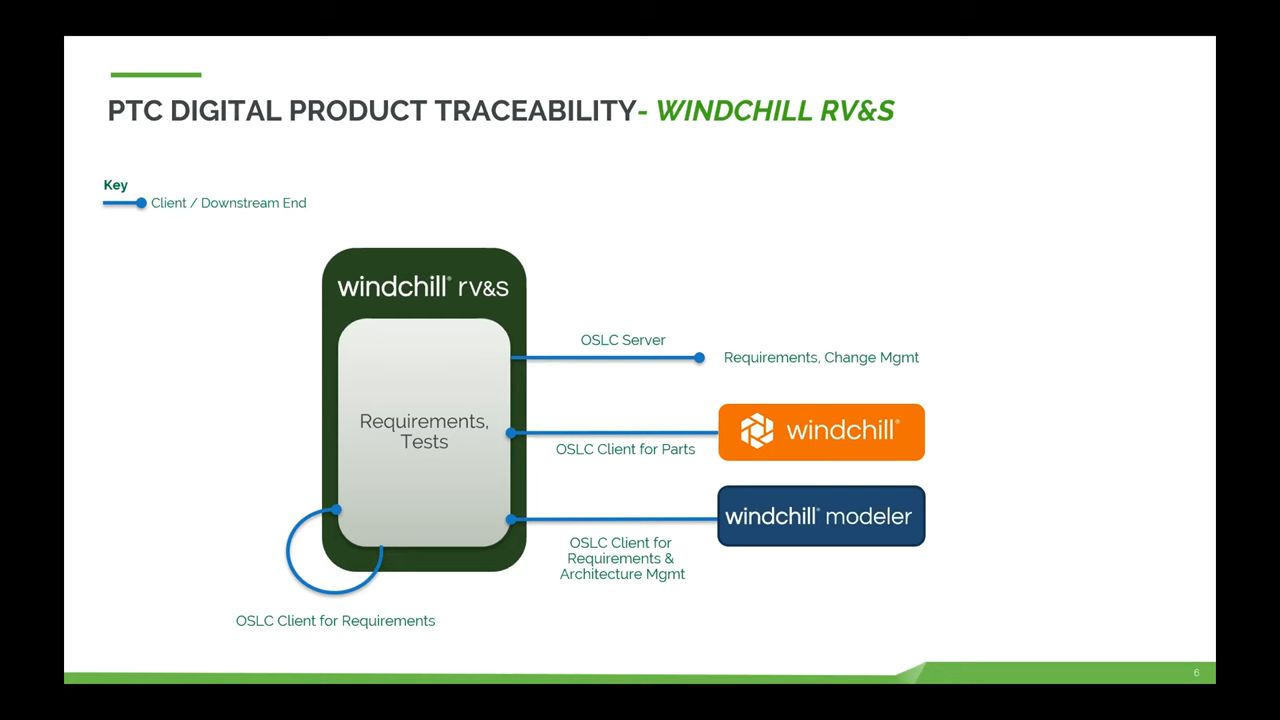 PTC DIGITAL PRODUCT TRACEABILITY- WINDCHILL RV&S
Key
Client / Downstream End
windchill® rv&s
OSLC Server
Requirements, Change Mgmt
Requirements,
Tests
windchill®
OSLC Client for Parts
windchill® modeler
OSLC Client for
Requirements &
Architecture Mgmt
OSLC Client for Requirements
6